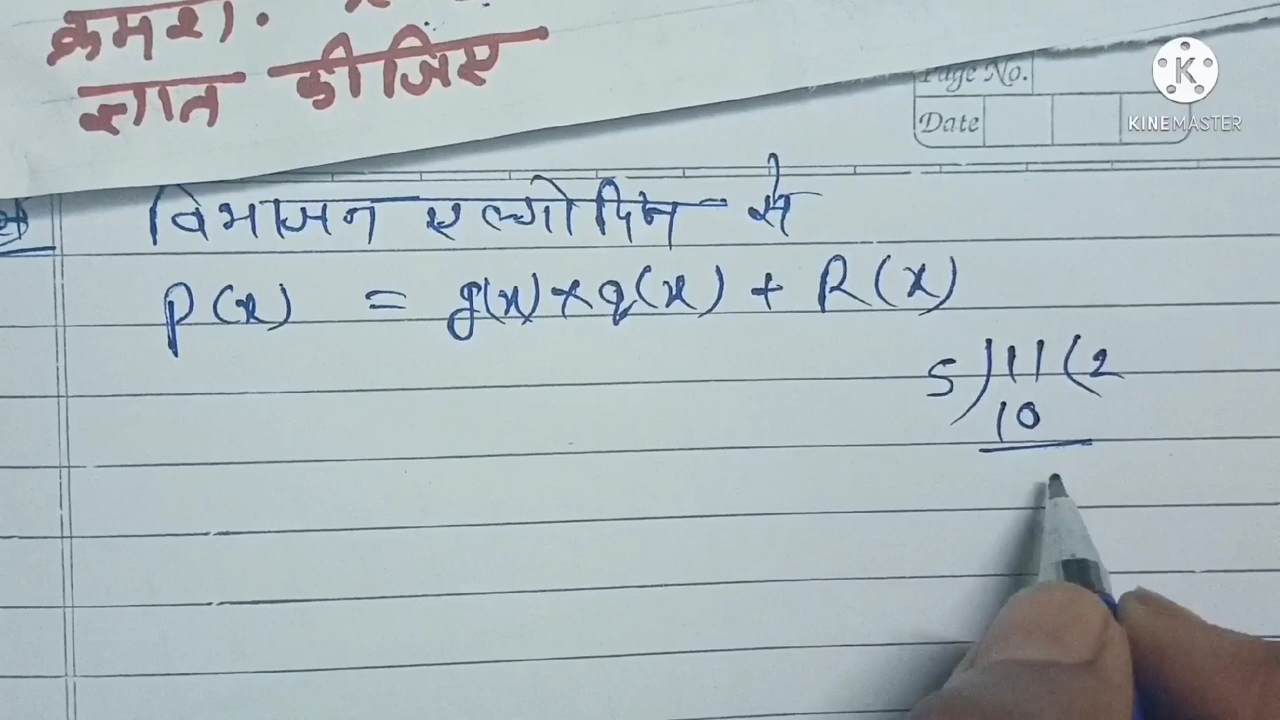 क्रमशः
ज्ञात कीजिए
Page No.
Date
KINEMASTER
विभाजन एल्गोरिथ्म से
P(x) = g(x) × q(x) + R(x)
5 ) 11 ( 2
10